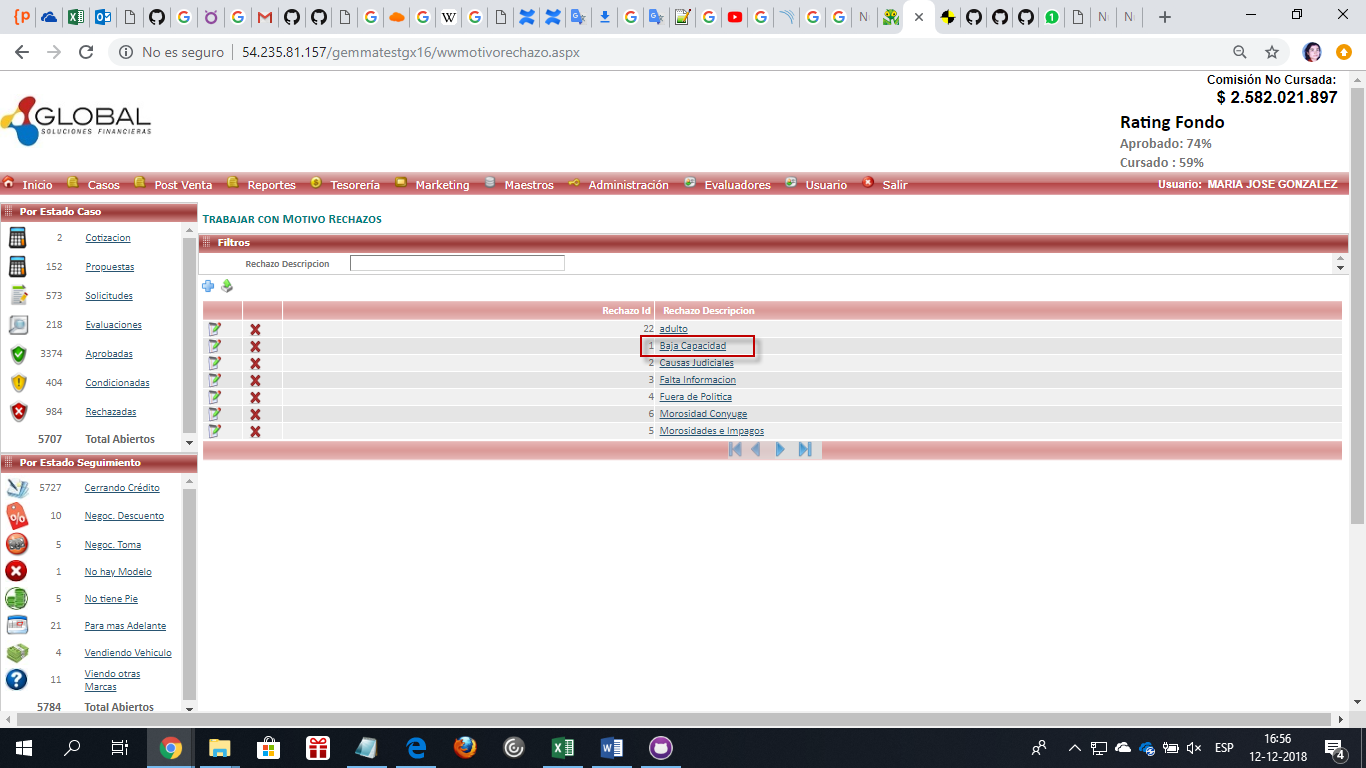 No es seguro 54.235.81.157/gemmatestgx16/wwmotivorechazo.aspx
Comisión No Cursada:
$ 2.582.021.897
GLOBAL
SOLUCIONES FINANCIERAS
Rating Fondo
Aprobado: 74%
Cursado : 59%
Inicio Casos Post Venta Reportes Tesorería Marketing Maestros Administración Evaluadores Usuario Salir Usuario: MARIA JOSE GONZALEZ
Por Estado Caso
2 Cotizacion
152 Propuestas
573 Solicitudes
218 Evaluaciones
3374 Aprobadas
404 Condicionadas
984 Rechazadas
5707 Total Abiertos
Por Estado Seguimiento
5727 Cerrando Crédito
10 Negoc. Descuento
5 Negoc. Toma
1 No hay Modelo
5 No tiene Pie
21 Para mas Adelante
4 Vendiendo Vehiculo
11 Viendo otras
Marcas
5784 Total Abiertos
TRABAJAR CON MOTIVO RECHAZOS
Filtros
Rechazo Descripcion
Rechazo Id Rechazo Descripcion
22 adulto
1 Baja Capacidad
2 Causas Judiciales
3 Falta Informacion
4 Fuera de Politica
6 Morosidad Conyuge
5 Morosidades e Impagos
ESP
16:56
12-12-2018
4